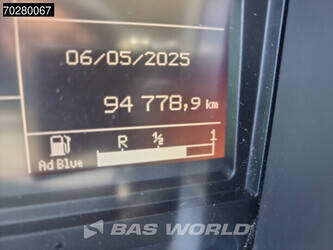 70280067
06/05/2025
94 778,9 km
R ½ 1
Ad Blue
BAS WORLD